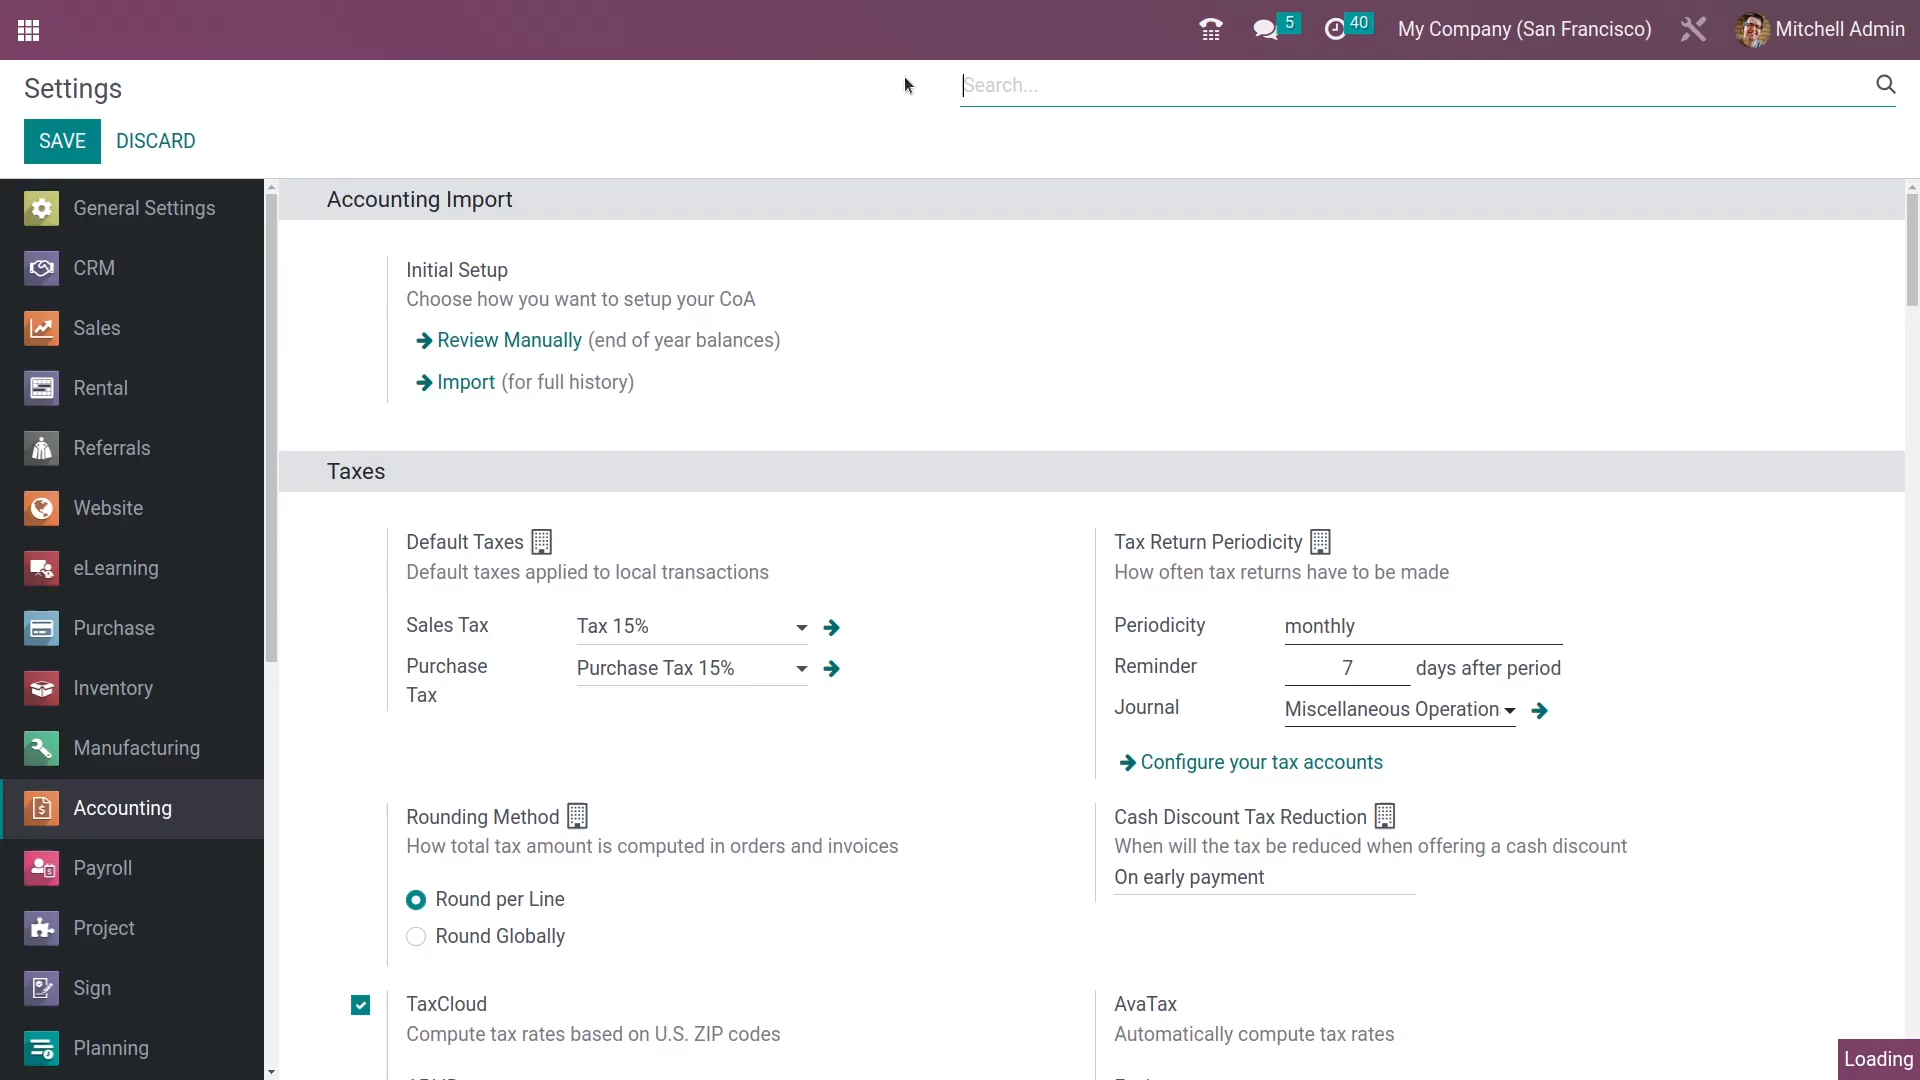 5
40
My Company (San Francisco)
Mitchell Admin
Settings
Search...
SAVE
DISCARD
General Settings
CRM
Sales
Rental
Referrals
Website
eLearning
Purchase
Inventory
Manufacturing
Accounting
Payroll
Project
Sign
Planning
Accounting Import
Initial Setup
Choose how you want to setup your CoA
Review Manually (end of year balances)
Import (for full history)
Taxes
Default Taxes
Default taxes applied to local transactions
Sales Tax Tax 15%
Purchase Tax Purchase Tax 15%
Tax Return Periodicity
How often tax returns have to be made
Periodicity monthly
Reminder 7 days after period
Journal Miscellaneous Operation
Configure your tax accounts
Rounding Method
How total tax amount is computed in orders and invoices
Round per Line
Round Globally
Cash Discount Tax Reduction
When will the tax be reduced when offering a cash discount
On early payment
TaxCloud
Compute tax rates based on U.S. ZIP codes
AvaTax
Automatically compute tax rates
Loading